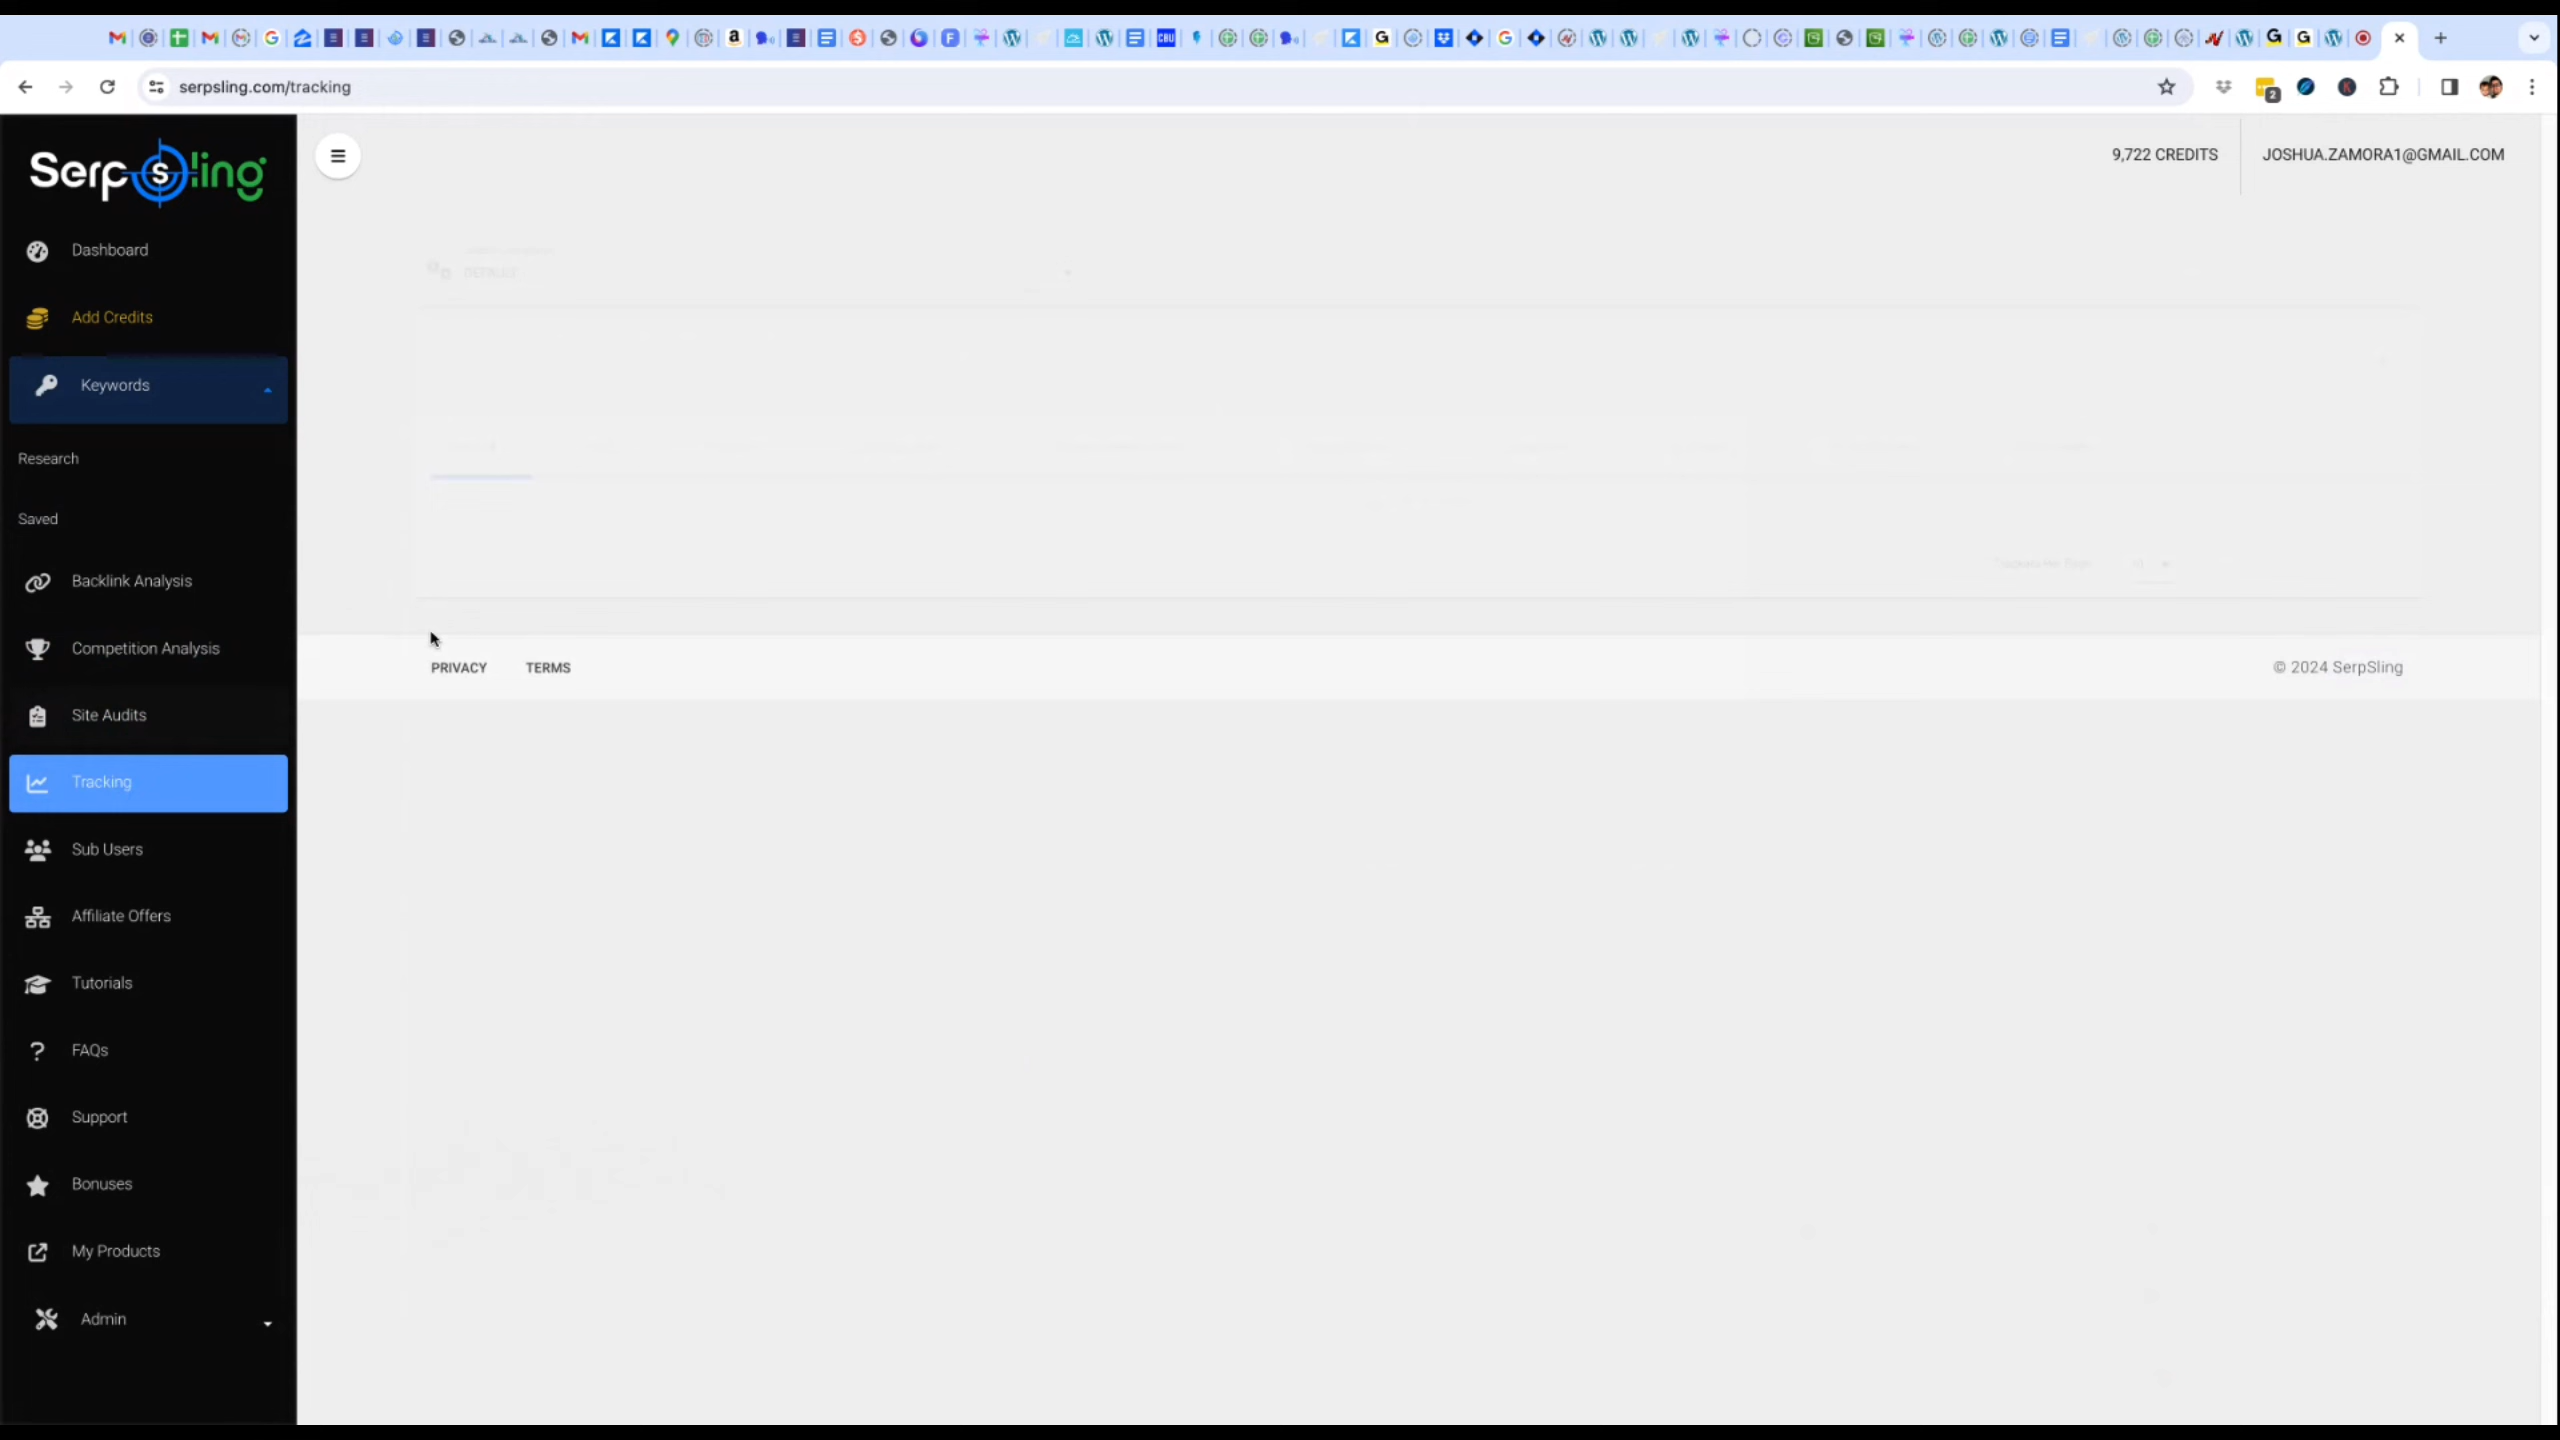 serpsling.com/tracking
2
SerpSling
9,722 CREDITS
JOSHUA.ZAMORA1@GMAIL.COM
Dashboard
Add Credits
Keywords
Research
Saved
Backlink Analysis
Competition Analysis
Site Audits
Tracking
Sub Users
Affiliate Offers
Tutorials
FAQs
Support
Bonuses
My Products
Admin
DEFAULT
PRIVACY TERMS
© 2024 SerpSling